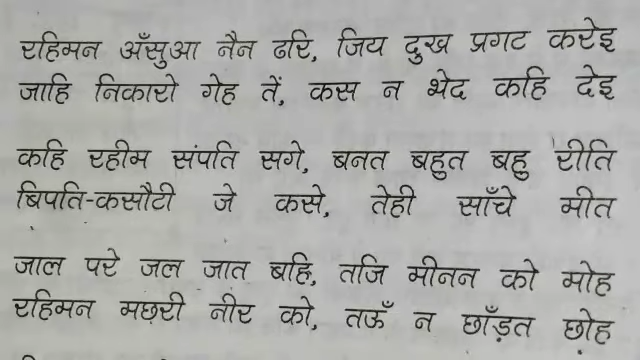 रहिमन अँसुआ नैन ढरि, जिय दुख प्रगट करेइ
जाहि निकारो गेह तें, कस न भेद कहि देइ
कहि रहीम संपति सगे, बनत बहुत बहु रीति
बिपति-कसौटी जे कसे, तेही साँचे मीत
जाल परे जल जात बहि, तजि मीनन को मोह
रहिमन मछरी नीर को, तऊँ न छाँड़त छोह